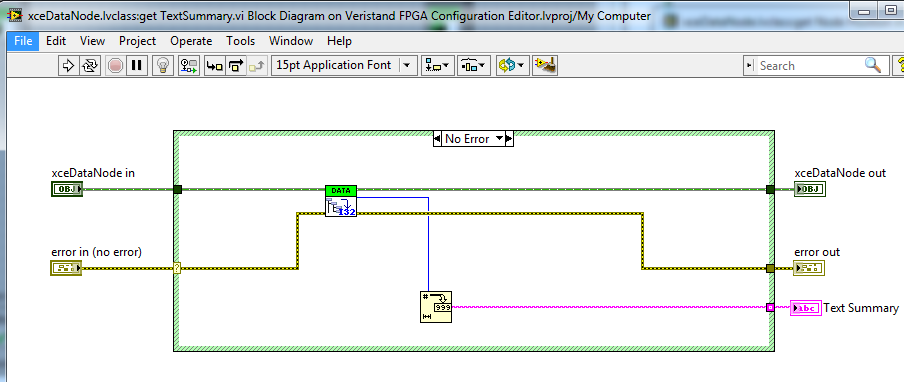 xceDataNode.lvclass:get TextSummary.vi Block Diagram on Veristand FPGA Configuration Editor.lvproj/My Computer
File Edit View Project Operate Tools Window Help
15pt Application Font
Search
?
No Error
xceDataNode in
OBJ
DATA
I32
xceDataNode out
OBJ
error in (no error)
?
error out
#
999
abc
Text Summary